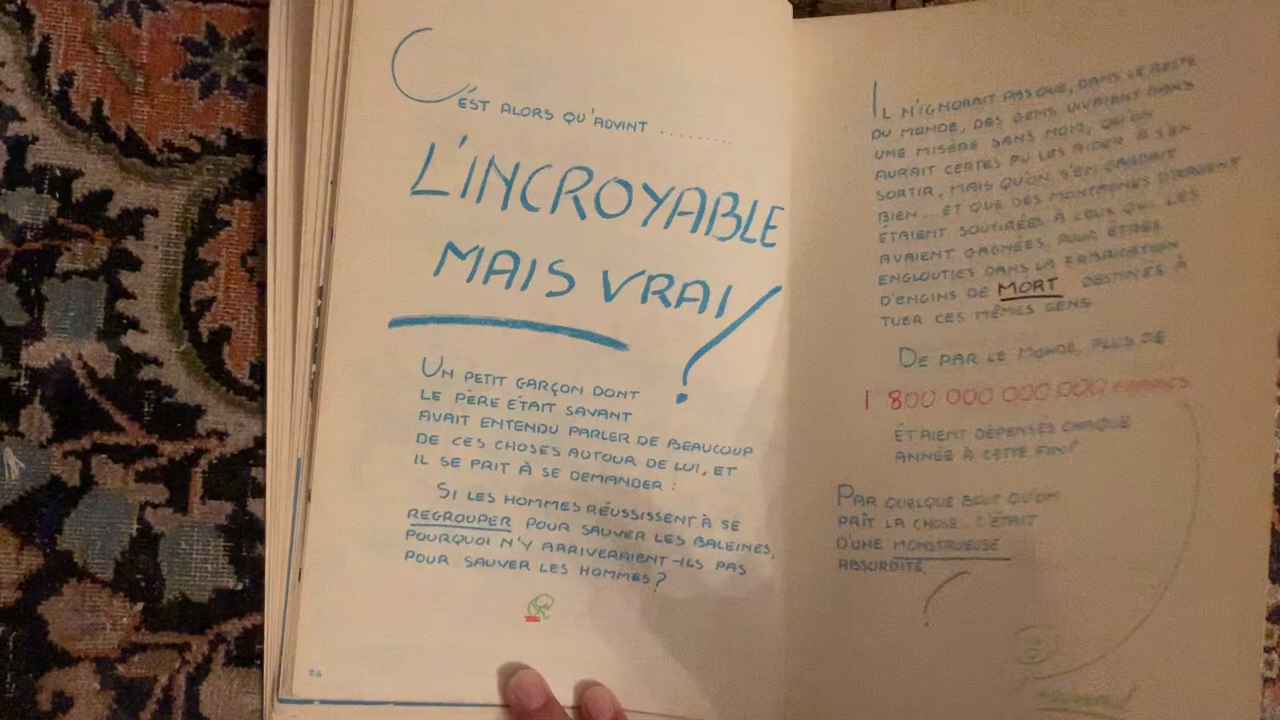 C'EST ALORS QU'ADVINT ..........
L'INCROYABLE
MAIS VRAI !
UN PETIT GARÇON DONT
LE PÈRE ÉTAIT SAVANT
AVAIT ENTENDU PARLER DE BEAUCOUP
DE CES CHOSES AUTOUR DE LUI, ET
IL SE PRIT À SE DEMANDER :
SI LES HOMMES RÉUSSISSENT À SE
REGROUPER POUR SAUVER LES BALEINES,
POURQUOI N'Y ARRIVERAIENT-ILS PAS
POUR SAUVER LES HOMMES ?
26
IL N'IGNORAIT PAS QUE, DANS LE RESTE
DU MONDE, DES GENS VIVAIENT DANS
UNE MISÈRE SANS NOM, QU'ON
AURAIT CERTES PU LES AIDER À S'EN
SORTIR, MAIS QU'ON S'EN GARDAIT
BIEN... ET QUE DES MONTAGNES D'ARGENT
ÉTAIENT SOUTIRÉES À CEUX QUI LES
AVAIENT GAGNÉES POUR ÊTRES
ENGLOUTIES DANS LA FABRICATION
D'ENGINS DE MORT DESTINÉS À
TUER CES MÊMES GENS
DE PAR LE MONDE, PLUS DE
1 800 000 000 000 FRANCS
ÉTAIENT DÉPENSÉS CHAQUE
ANNÉE À CETTE FIN !
PAR QUELQUE BOUT QU'ON
PRÎT LA CHOSE... C'ÉTAIT
D'UNE MONSTRUEUSE
ABSURDITÉ